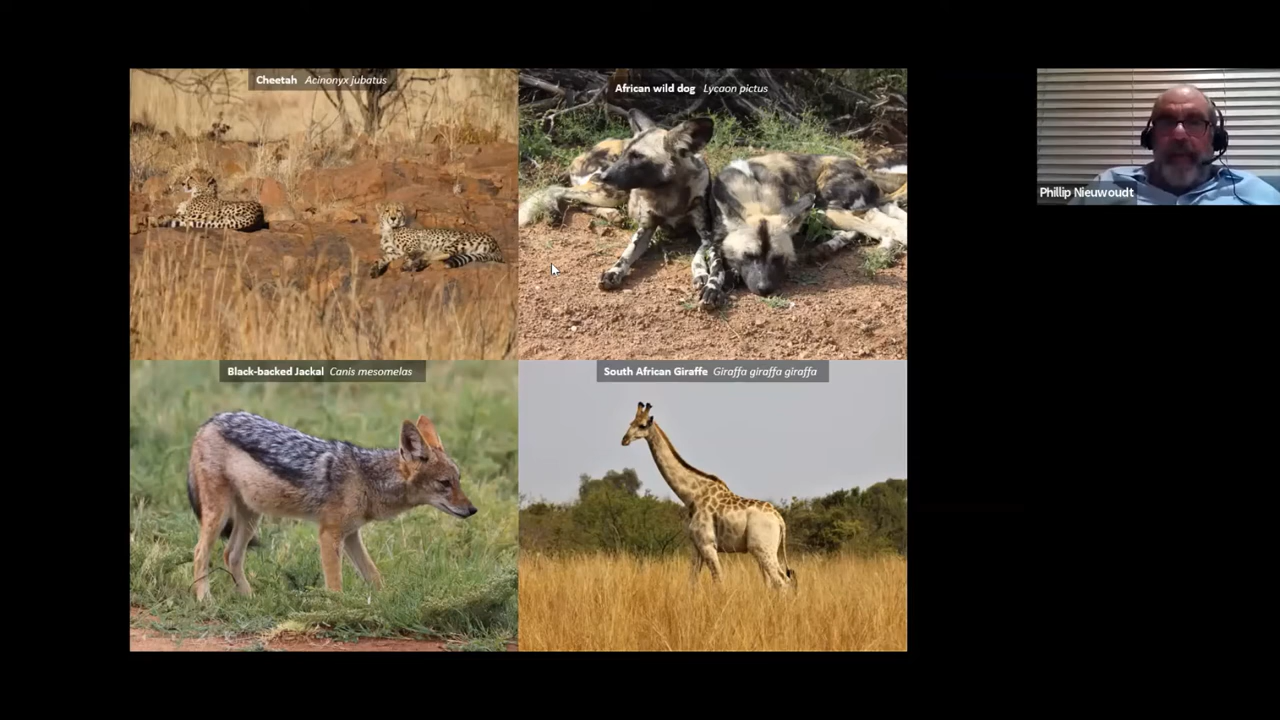 Cheetah Acinonyx jubatus
African wild dog Lycaon pictus
Phillip Nieuwoudt
Black-backed Jackal Canis mesomelas
South African Giraffe Giraffa giraffa giraffa